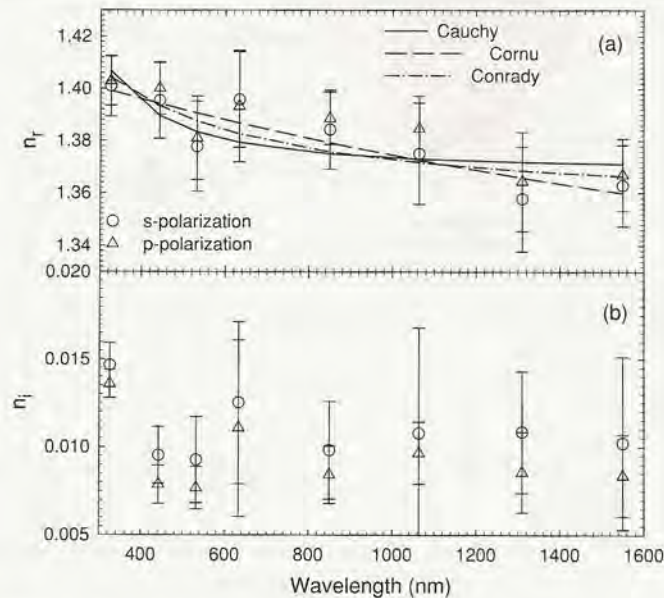 1.42
1.40
1.38
1.36
1.34
0.020
n_r
(a)
Cauchy
Cornu
Conrady
s-polarization
p-polarization
0.015
0.010
0.005
n_i
(b)
400 600 800 1000 1200 1400 1600
Wavelength (nm)